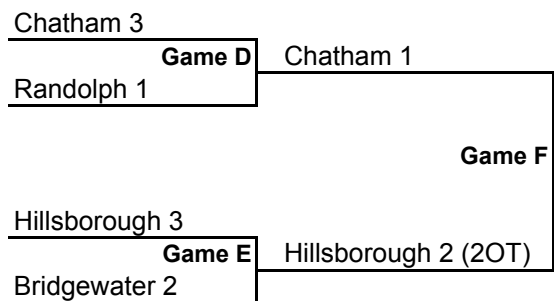 Chatham 3
Game D
Chatham 1
Randolph 1
Game F
Hillsborough 3
Game E
Hillsborough 2 (2OT)
Bridgewater 2